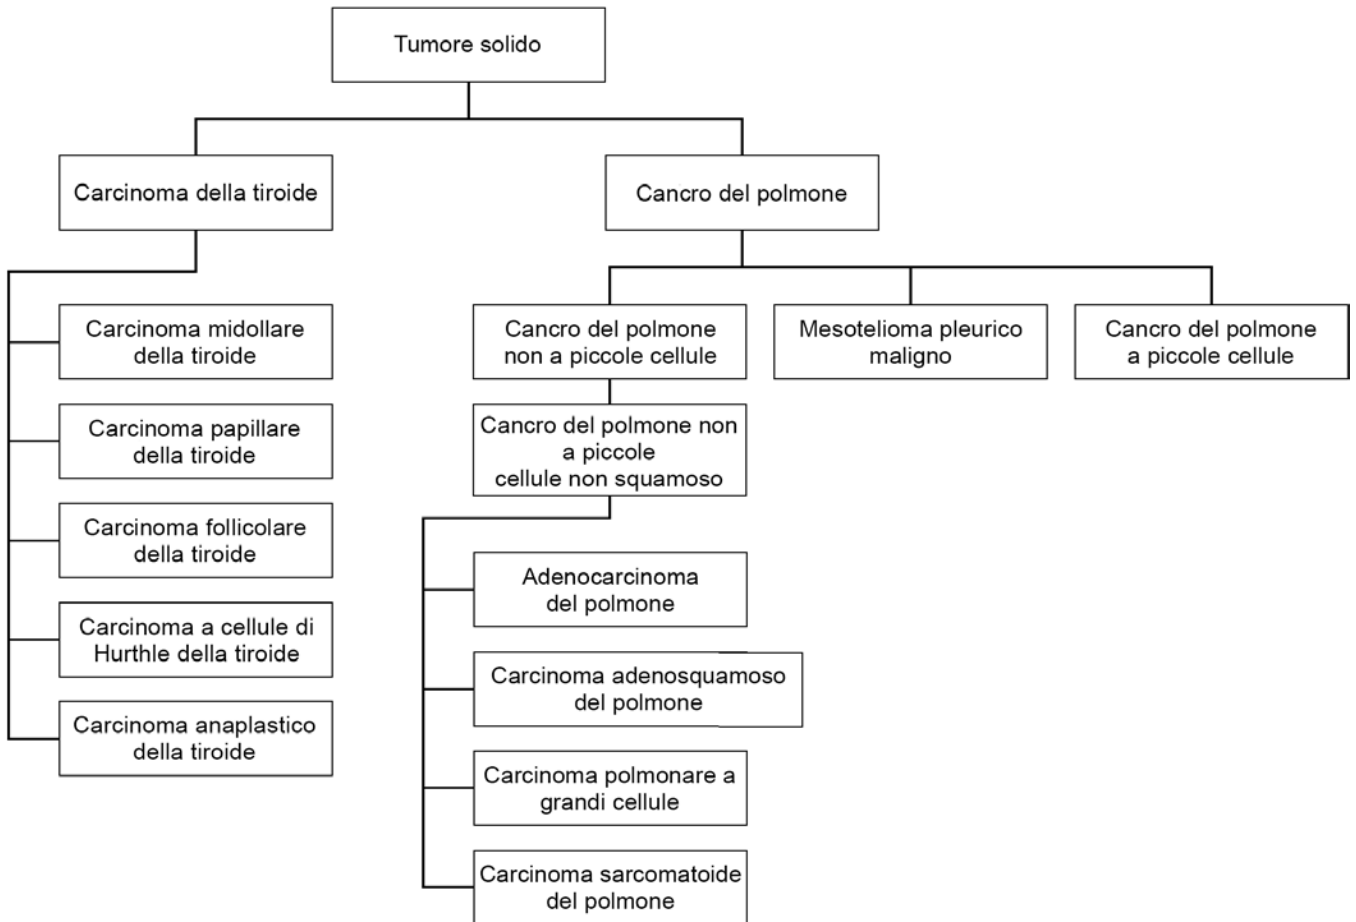 Tumore solido
Carcinoma della tiroide
Cancro del polmone
Carcinoma midollare
della tiroide
Carcinoma papillare
della tiroide
Carcinoma follicolare
della tiroide
Carcinoma a cellule di
Hurthle della tiroide
Carcinoma anaplastico
della tiroide
Cancro del polmone
non a piccole cellule
Mesotelioma pleurico
maligno
Cancro del polmone
a piccole cellule
Cancro del polmone non
a piccole
cellule non squamoso
Adenocarcinoma
del polmone
Carcinoma adenosquamoso
del polmone
Carcinoma polmonare a
grandi cellule
Carcinoma sarcomatoide
del polmone